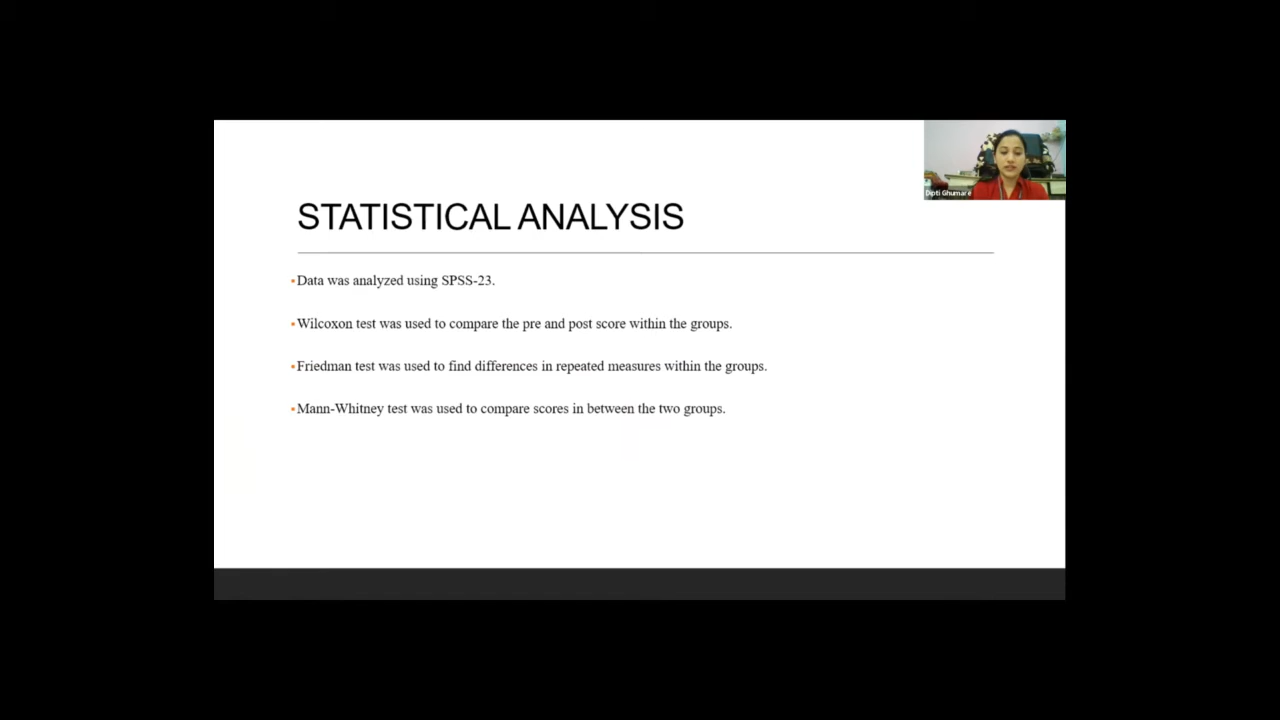 Dipti Ghumare
STATISTICAL ANALYSIS
▪Data was analyzed using SPSS-23.
▪Wilcoxon test was used to compare the pre and post score within the groups.
▪Friedman test was used to find differences in repeated measures within the groups.
▪Mann-Whitney test was used to compare scores in between the two groups.